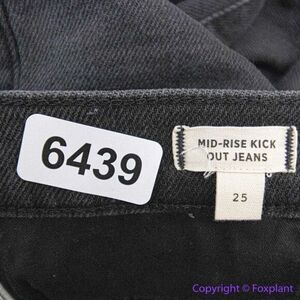 6439
MID-RISE KICK
OUT JEANS
25
Copyright © Foxplant